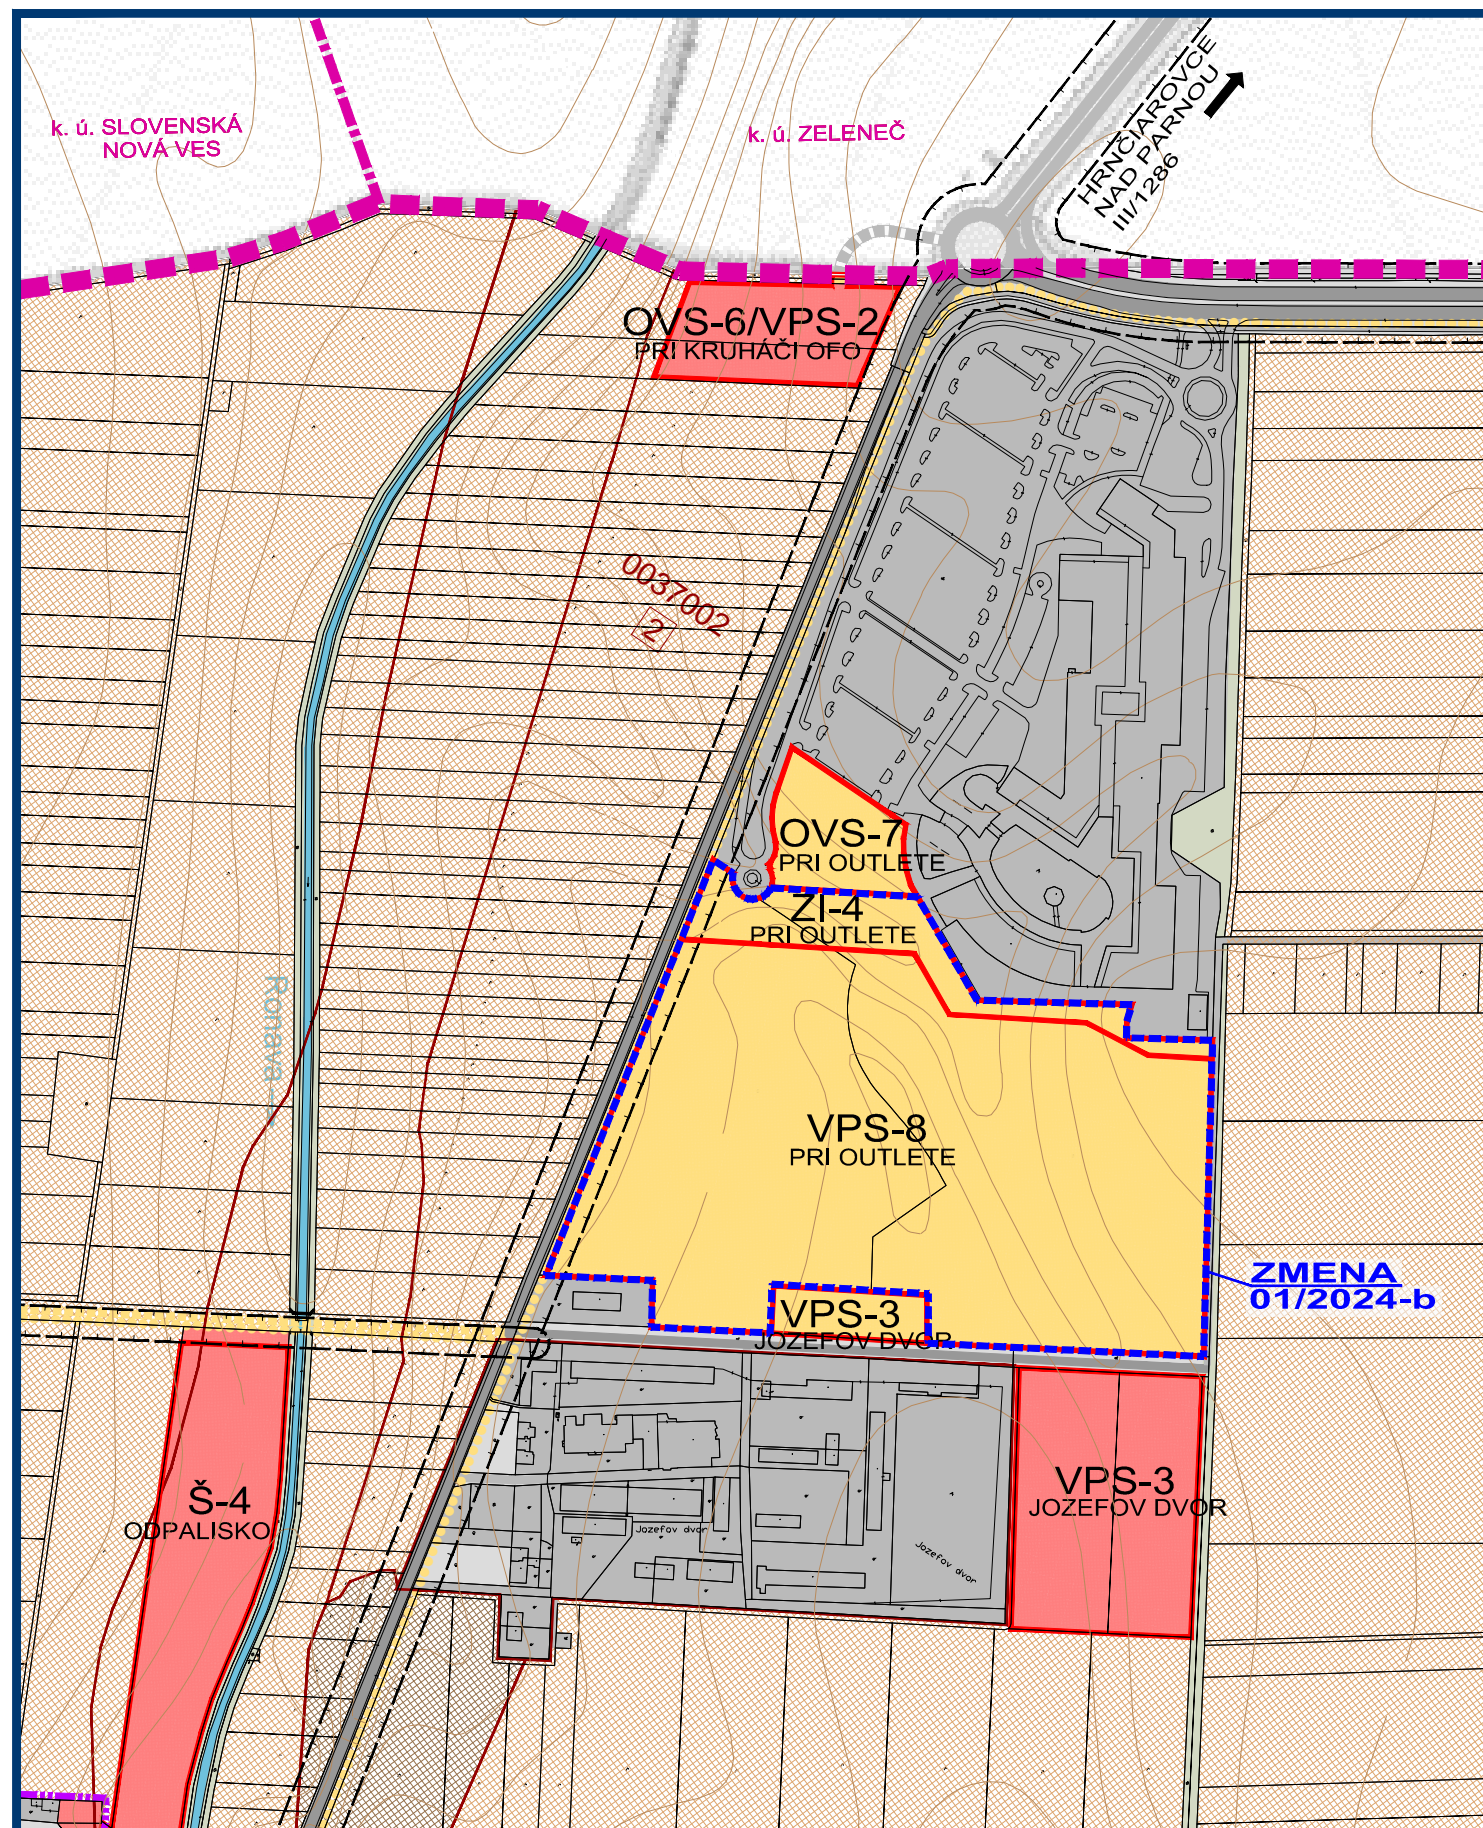 k. ú. SLOVENSKÁ
NOVÁ VES
k. ú. ZELENEČ
HRNČIAROVCE
NAD PARNOU
III/1286
OVS-6/VPS-2
PRI KRUHÁČI OFO
0037002
2
OVS-7
PRI OUTLETE
ZI-4
PRI OUTLETE
Ronava
VPS-8
PRI OUTLETE
ZMENA
01/2024-b
VPS-3
JOZEFOV DVOR
Š-4
ODPALISKO
VPS-3
JOZEFOV DVOR
Jozefov dvor
Jozefov dvor